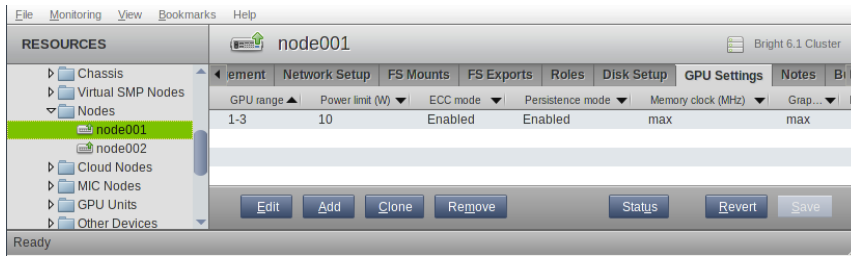 File Monitoring View Bookmarks Help
RESOURCES
node001
Bright 6.1 Cluster
Chassis
Virtual SMP Nodes
Nodes
node001
node002
Cloud Nodes
MIC Nodes
GPU Units
Other Devices
ement Network Setup FS Mounts FS Exports Roles Disk Setup GPU Settings Notes
GPU range Power limit (W) ECC mode Persistence mode Memory clock (MHz) Grap...
1-3 10 Enabled Enabled max max
Edit Add Clone Remove Status Revert Save
Ready